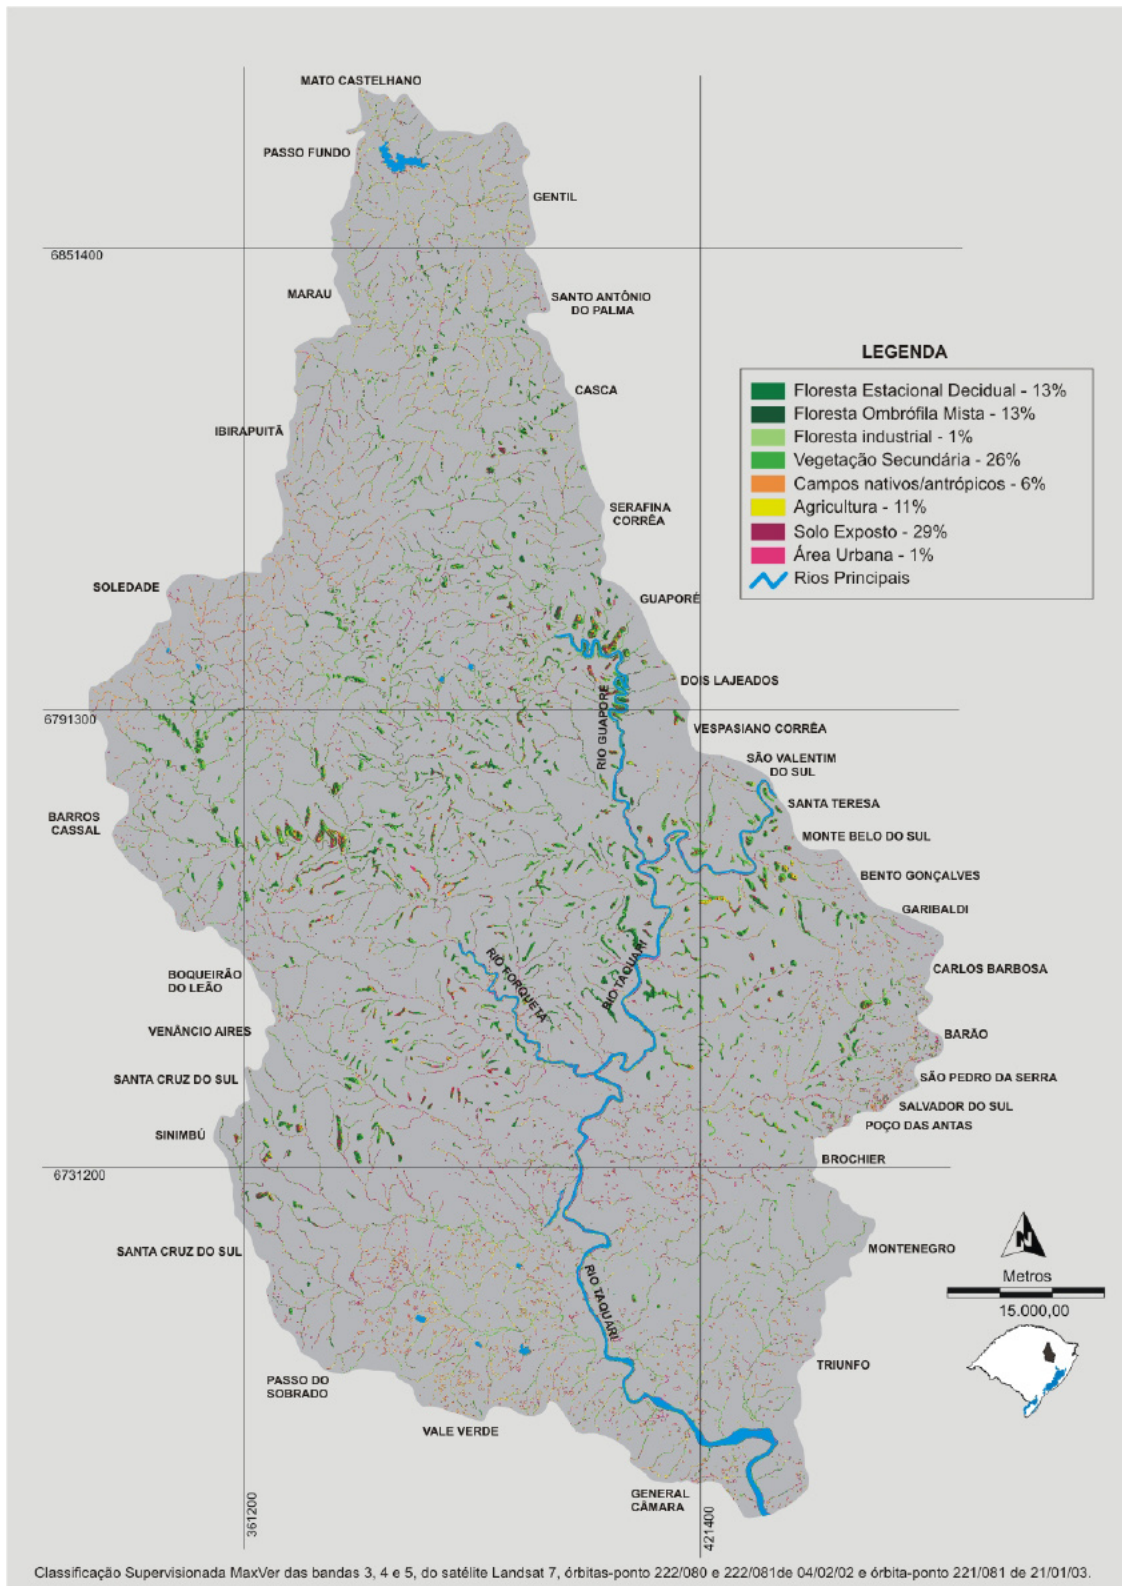 MATO CASTELHANO
PASSO FUNDO
GENTIL
6851400
MARAU
SANTO ANTÔNIO
DO PALMA
LEGENDA
Floresta Estacional Decidual - 13%
Floresta Ombrófila Mista - 13%
Floresta industrial - 1%
Vegetação Secundária - 26%
Campos nativos/antrópicos - 6%
Agricultura - 11%
Solo Exposto - 29%
Área Urbana - 1%
Rios Principais
CASCA
IBIRAPUITÃ
SERAFINA
CORRÊA
SOLEDADE
GUAPORÉ
DOIS LAJEADOS
6791300
RIO GUAPORÉ
VESPASIANO CORRÊA
SÃO VALENTIM
DO SUL
SANTA TERESA
BARROS
CASSAL
MONTE BELO DO SUL
BENTO GONÇALVES
GARIBALDI
BOQUEIRÃO
DO LEÃO
RIO FORQUETA
RIO TAQUARI
CARLOS BARBOSA
VENÂNCIO AIRES
BARÃO
SANTA CRUZ DO SUL
SÃO PEDRO DA SERRA
SALVADOR DO SUL
POÇO DAS ANTAS
SINIMBÚ
BROCHIER
6731200
SANTA CRUZ DO SUL
MONTENEGRO
N
Metros
15.000,00
RIO TAQUARI
TRIUNFO
PASSO DO
SOBRADO
VALE VERDE
GENERAL
CÂMARA
361200
421400
Classificação Supervisionada MaxVer das bandas 3, 4 e 5, do satélite Landsat 7, órbitas-ponto 222/080 e 222/081de 04/02/02 e órbita-ponto 221/081 de 21/01/03.